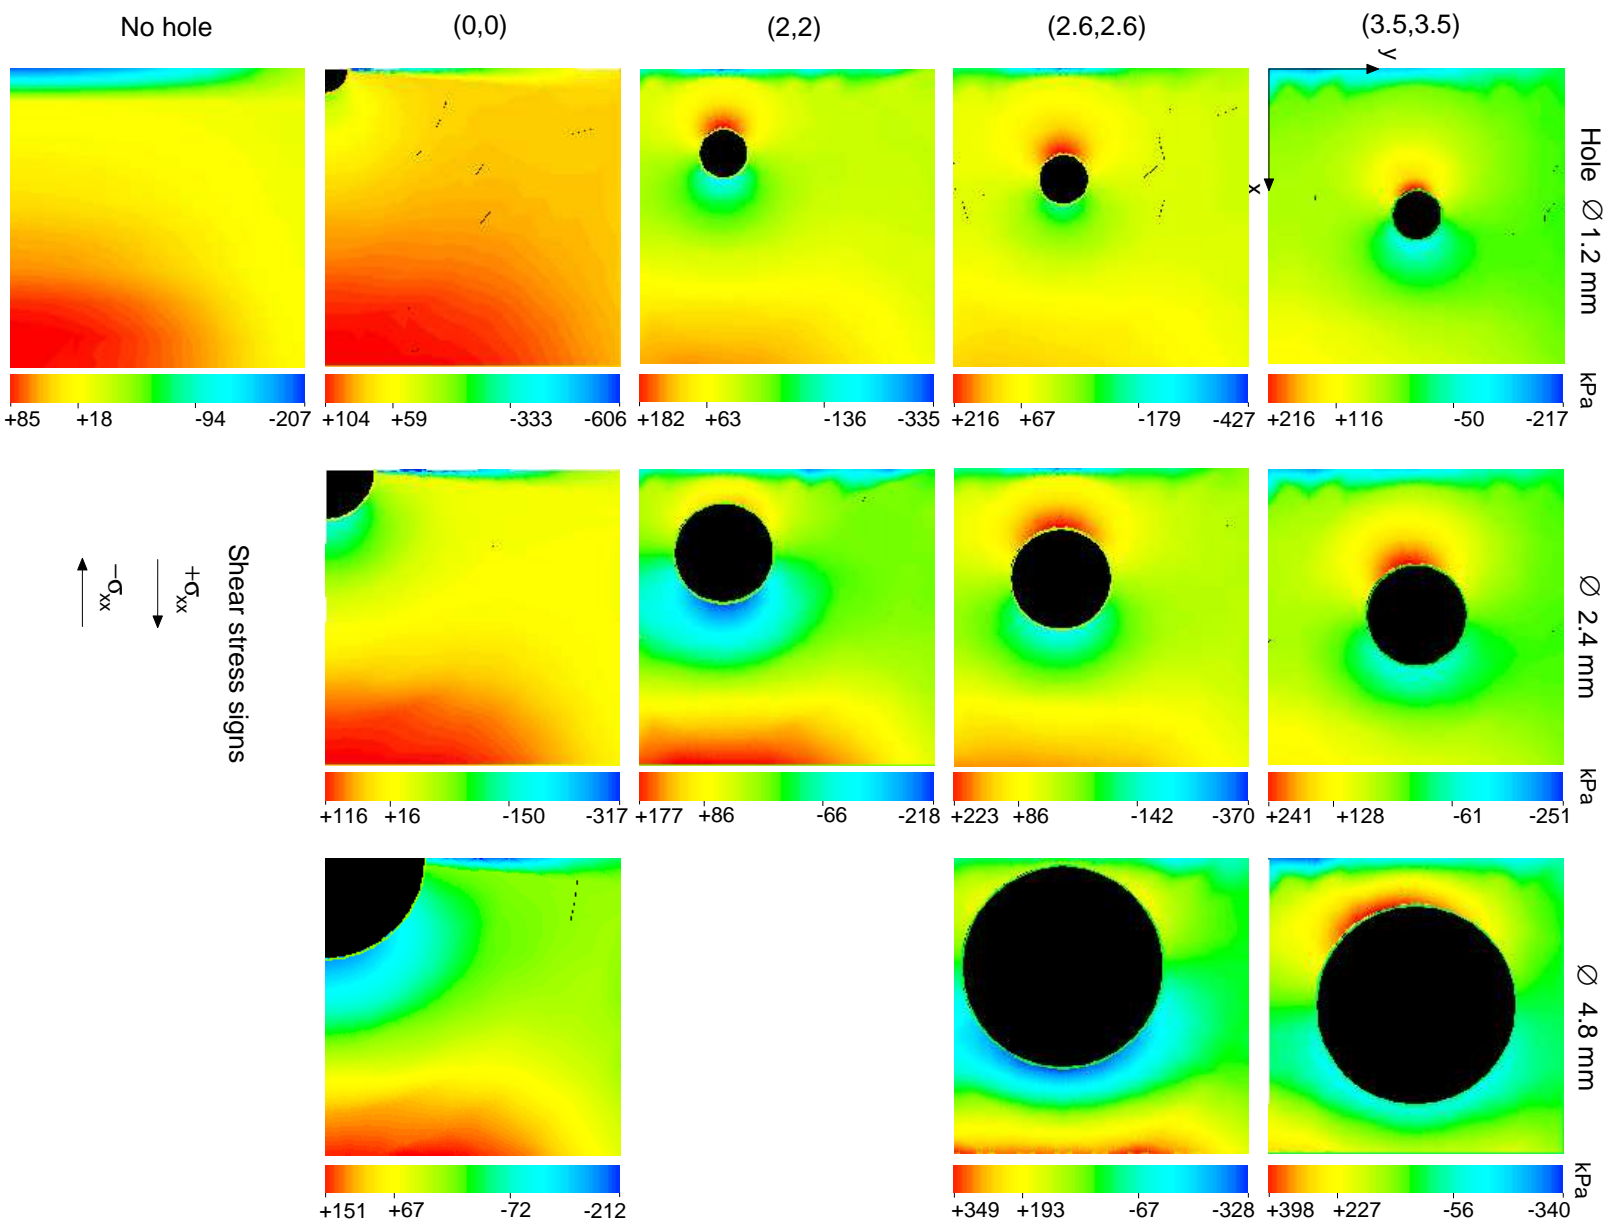 No hole
(0,0)
(2,2)
(2.6,2.6)
(3.5,3.5)
y
x
Hole Ø 1.2 mm
kPa
+85 +18 -94 -207
+104 +59 -333 -606
+182 +63 -136 -335
+216 +67 -179 -427
+216 +116 -50 -217
Ø 2.4 mm
kPa
Shear stress signs
+σxx
−σxx
+116 +16 -150 -317
+177 +86 -66 -218
+223 +86 -142 -370
+241 +128 -61 -251
Ø 4.8 mm
kPa
+151 +67 -72 -212
+349 +193 -67 -328
+398 +227 -56 -340